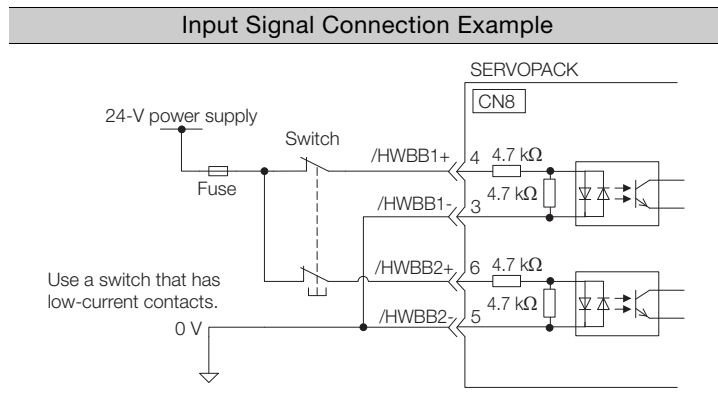 Input Signal Connection Example
SERVOPACK
CN8
24-V power supply
Switch
Fuse
/HWBB1+ 4 4.7 kΩ
4.7 kΩ
/HWBB1- 3
/HWBB2+ 6 4.7 kΩ
4.7 kΩ
/HWBB2- 5
Use a switch that has
low-current contacts.
0 V